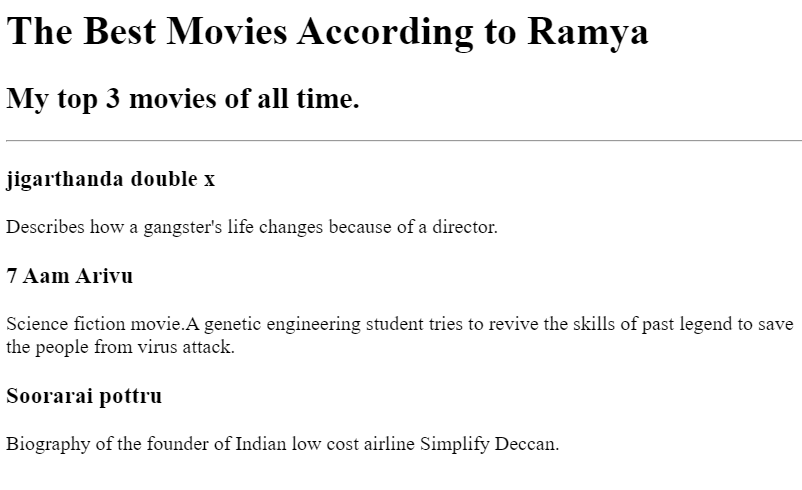 The Best Movies According to Ramya
My top 3 movies of all time.
jigarthanda double x
Describes how a gangster's life changes because of a director.
7 Aam Arivu
Science fiction movie.A genetic engineering student tries to revive the skills of past legend to save
the people from virus attack.
Soorarai pottru
Biography of the founder of Indian low cost airline Simplify Deccan.